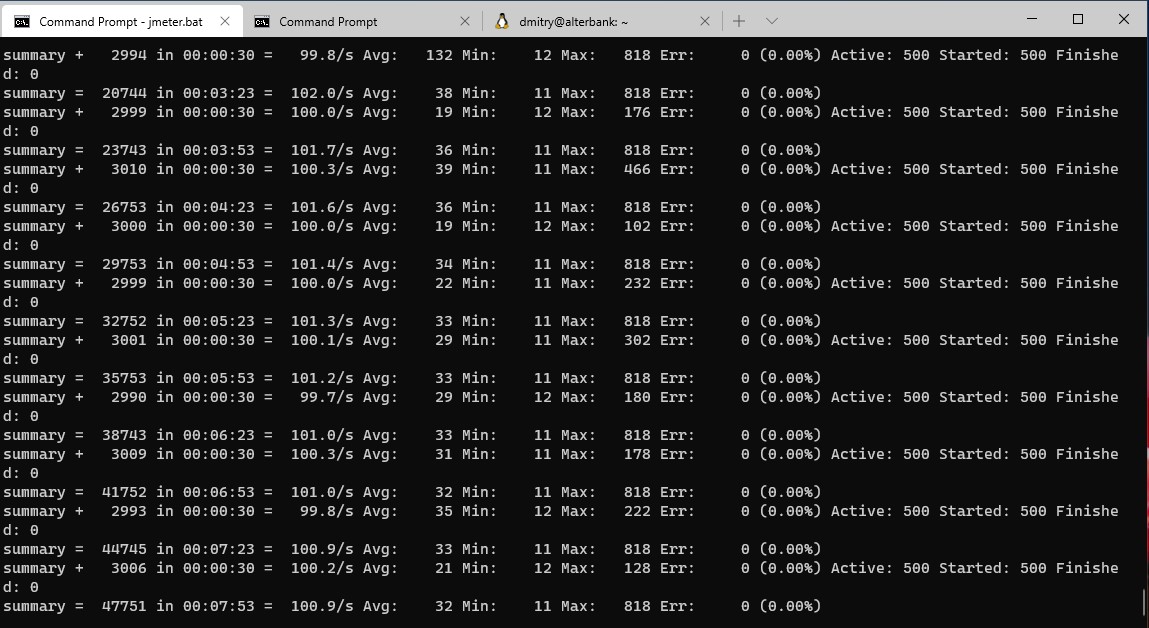 Command Prompt - jmeter.bat Command Prompt dmitry@alterbank: ~
summary +   2994 in 00:00:30 =   99.8/s Avg:   132 Min:    12 Max:   818 Err:     0 (0.00%) Active: 500 Started: 500 Finishe
d: 0
summary =  20744 in 00:03:23 =  102.0/s Avg:    38 Min:    11 Max:   818 Err:     0 (0.00%)
summary +   2999 in 00:00:30 =  100.0/s Avg:    19 Min:    12 Max:   176 Err:     0 (0.00%) Active: 500 Started: 500 Finishe
d: 0
summary =  23743 in 00:03:53 =  101.7/s Avg:    36 Min:    11 Max:   818 Err:     0 (0.00%)
summary +   3010 in 00:00:30 =  100.3/s Avg:    39 Min:    11 Max:   466 Err:     0 (0.00%) Active: 500 Started: 500 Finishe
d: 0
summary =  26753 in 00:04:23 =  101.6/s Avg:    36 Min:    11 Max:   818 Err:     0 (0.00%)
summary +   3000 in 00:00:30 =  100.0/s Avg:    19 Min:    12 Max:   102 Err:     0 (0.00%) Active: 500 Started: 500 Finishe
d: 0
summary =  29753 in 00:04:53 =  101.4/s Avg:    34 Min:    11 Max:   818 Err:     0 (0.00%)
summary +   2999 in 00:00:30 =  100.0/s Avg:    22 Min:    11 Max:   232 Err:     0 (0.00%) Active: 500 Started: 500 Finishe
d: 0
summary =  32752 in 00:05:23 =  101.3/s Avg:    33 Min:    11 Max:   818 Err:     0 (0.00%)
summary +   3001 in 00:00:30 =  100.1/s Avg:    29 Min:    11 Max:   302 Err:     0 (0.00%) Active: 500 Started: 500 Finishe
d: 0
summary =  35753 in 00:05:53 =  101.2/s Avg:    33 Min:    11 Max:   818 Err:     0 (0.00%)
summary +   2990 in 00:00:30 =   99.7/s Avg:    29 Min:    12 Max:   180 Err:     0 (0.00%) Active: 500 Started: 500 Finishe
d: 0
summary =  38743 in 00:06:23 =  101.0/s Avg:    33 Min:    11 Max:   818 Err:     0 (0.00%)
summary +   3009 in 00:00:30 =  100.3/s Avg:    31 Min:    11 Max:   178 Err:     0 (0.00%) Active: 500 Started: 500 Finishe
d: 0
summary =  41752 in 00:06:53 =  101.0/s Avg:    32 Min:    11 Max:   818 Err:     0 (0.00%)
summary +   2993 in 00:00:30 =   99.8/s Avg:    35 Min:    12 Max:   222 Err:     0 (0.00%) Active: 500 Started: 500 Finishe
d: 0
summary =  44745 in 00:07:23 =  100.9/s Avg:    33 Min:    11 Max:   818 Err:     0 (0.00%)
summary +   3006 in 00:00:30 =  100.2/s Avg:    21 Min:    12 Max:   128 Err:     0 (0.00%) Active: 500 Started: 500 Finishe
d: 0
summary =  47751 in 00:07:53 =  100.9/s Avg:    32 Min:    11 Max:   818 Err:     0 (0.00%)